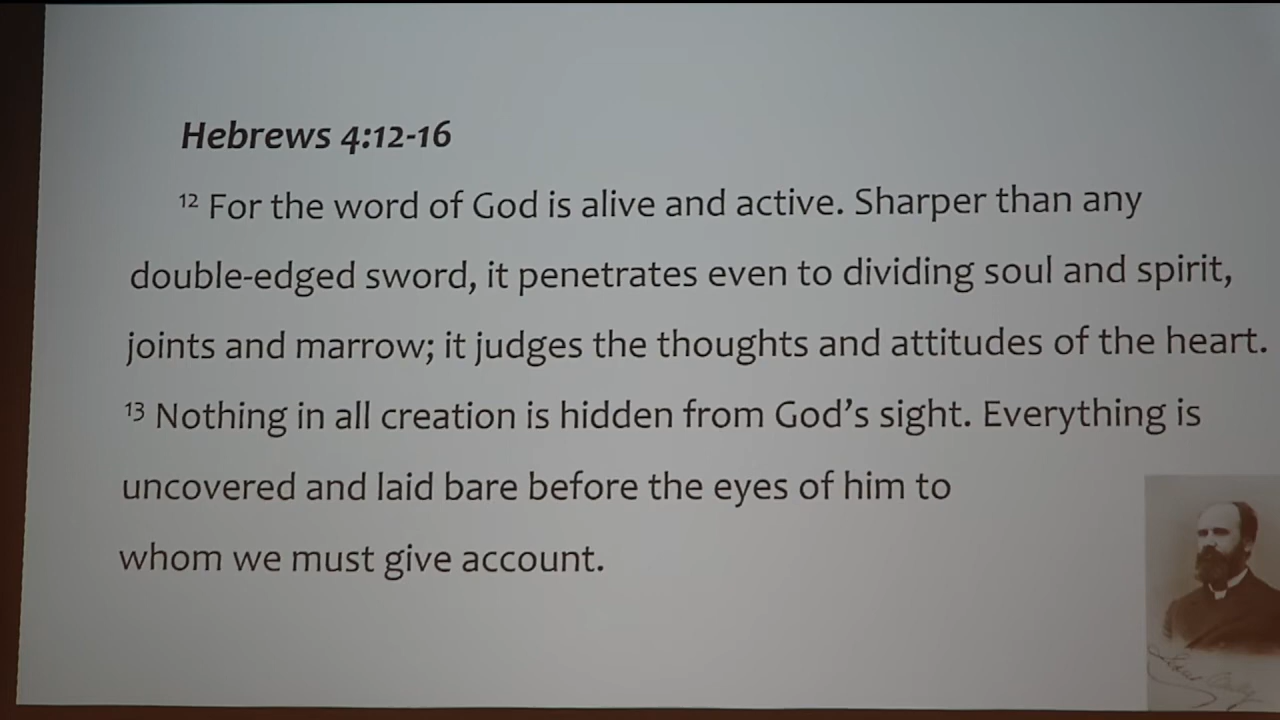 Hebrews 4:12-16
¹² For the word of God is alive and active. Sharper than any
double-edged sword, it penetrates even to dividing soul and spirit,
joints and marrow; it judges the thoughts and attitudes of the heart.
¹³ Nothing in all creation is hidden from God’s sight. Everything is
uncovered and laid bare before the eyes of him to
whom we must give account.